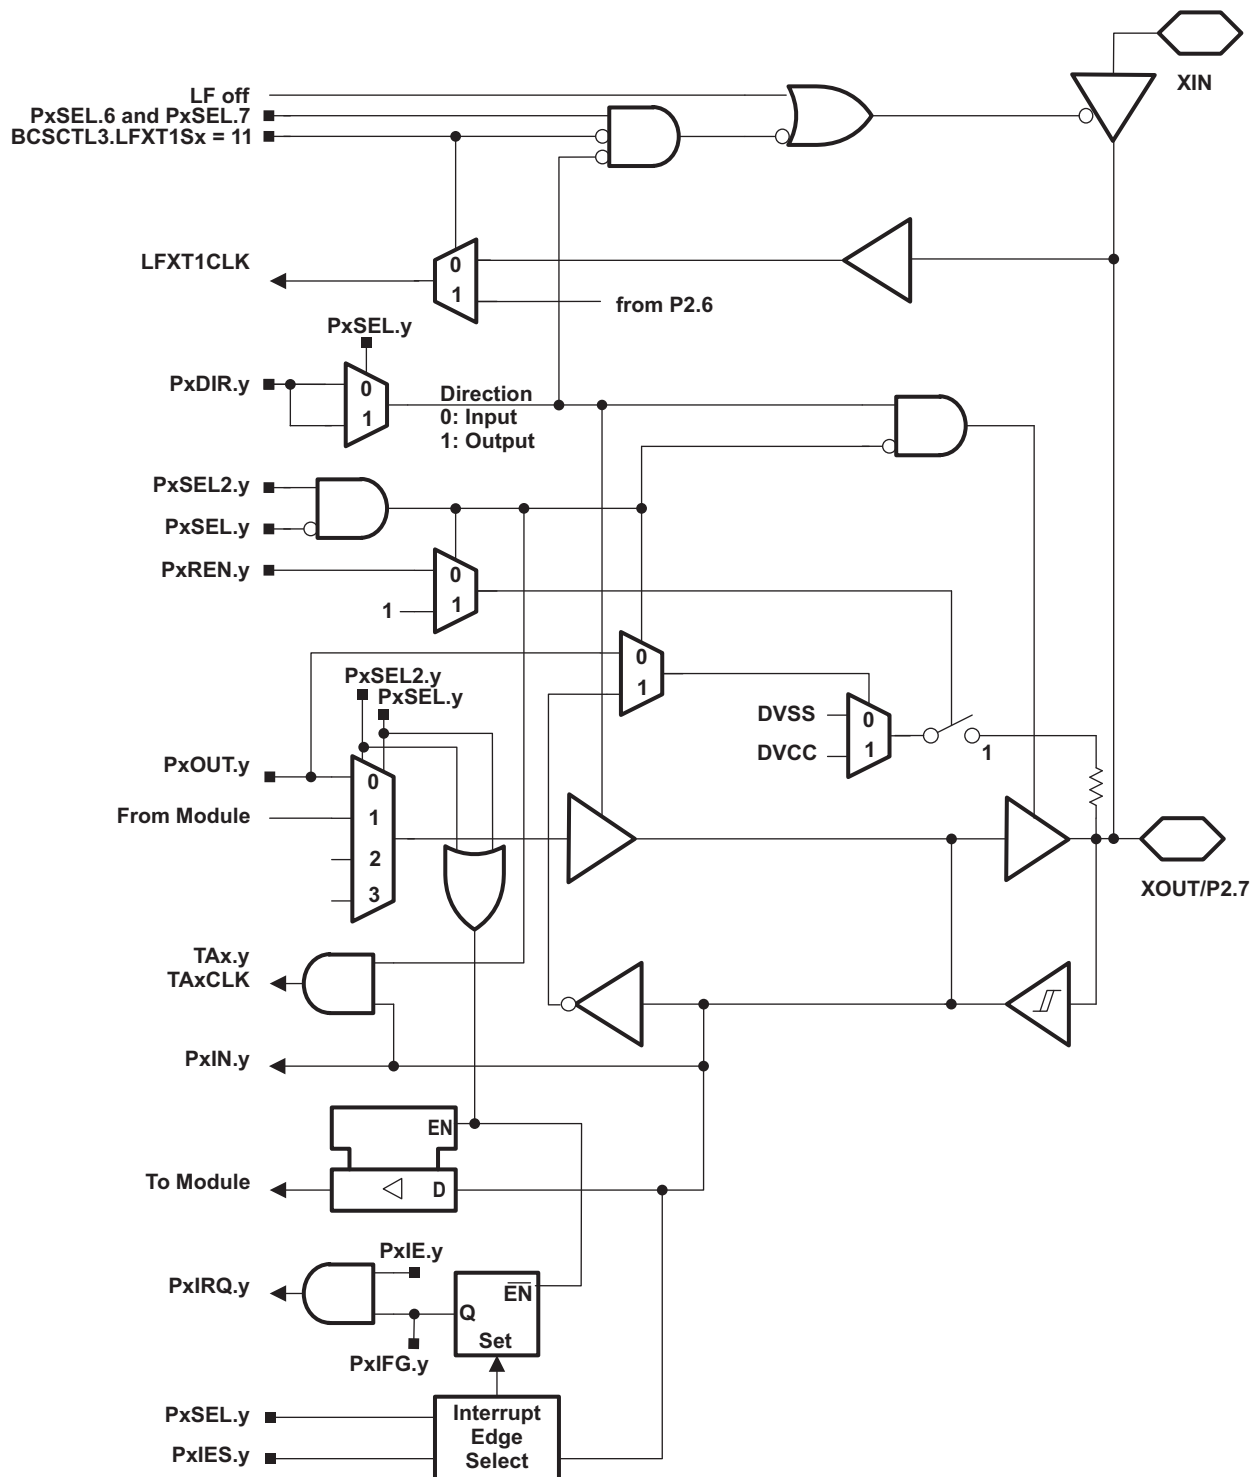 XIN
LF off
PxSEL.6 and PxSEL.7
BCSCTL3.LFXT1Sx = 11
LFXT1CLK
0
1
from P2.6
PxSEL.y
PxDIR.y
0
1
Direction
0: Input
1: Output
PxSEL2.y
PxSEL.y
PxREN.y
0
1
1
0
1
PxSEL2.y
PxSEL.y
DVSS
DVCC
0
1
1
PxOUT.y
From Module
0
1
2
3
XOUT/P2.7
TAx.y
TAxCLK
PxIN.y
EN
To Module
D
PxIE.y
PxIRQ.y
EN
Q
Set
PxIFG.y
PxSEL.y
PxIES.y
Interrupt
Edge
Select